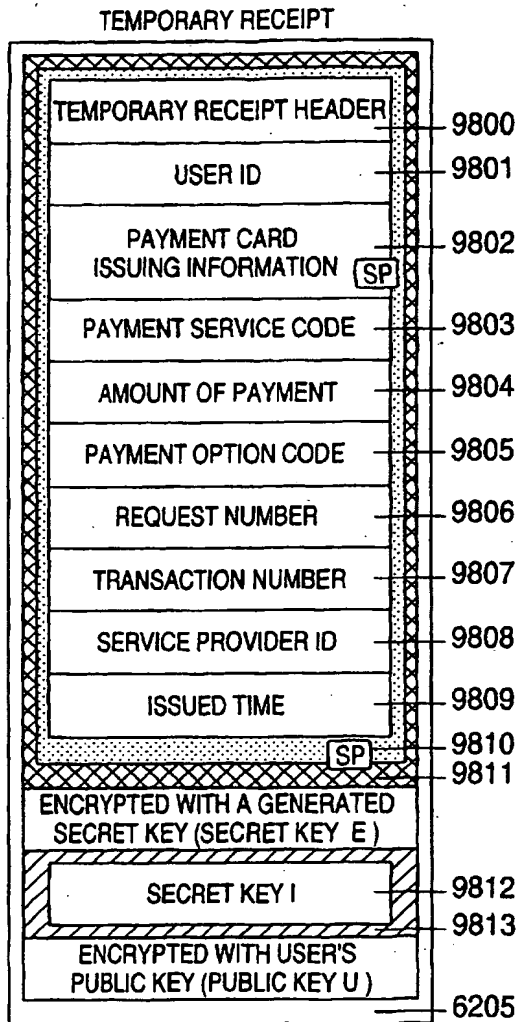 TEMPORARY RECEIPT
TEMPORARY RECEIPT HEADER
9800
USER ID
9801
PAYMENT CARD
ISSUING INFORMATION
SP
9802
PAYMENT SERVICE CODE
9803
AMOUNT OF PAYMENT
9804
PAYMENT OPTION CODE
9805
REQUEST NUMBER
9806
TRANSACTION NUMBER
9807
SERVICE PROVIDER ID
9808
ISSUED TIME
9809
SP
9810
9811
ENCRYPTED WITH A GENERATED
SECRET KEY (SECRET KEY E)
SECRET KEY I
9812
9813
ENCRYPTED WITH USER'S
PUBLIC KEY (PUBLIC KEY U)
6205